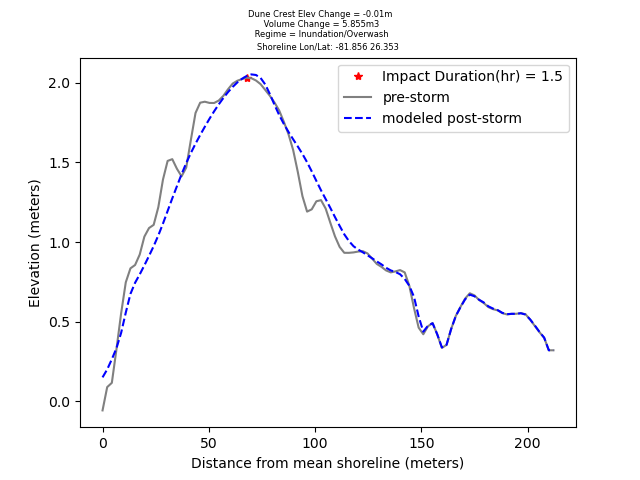 Dune Crest Elev Change = -0.01m
Volume Change = 5.855m3
Regime = Inundation/Overwash
Shoreline Lon/Lat: -81.856 26.353
Impact Duration(hr) = 1.5
pre-storm
modeled post-storm
Elevation (meters)
2.0
1.5
1.0
0.5
0.0
0 50 100 150 200
Distance from mean shoreline (meters)